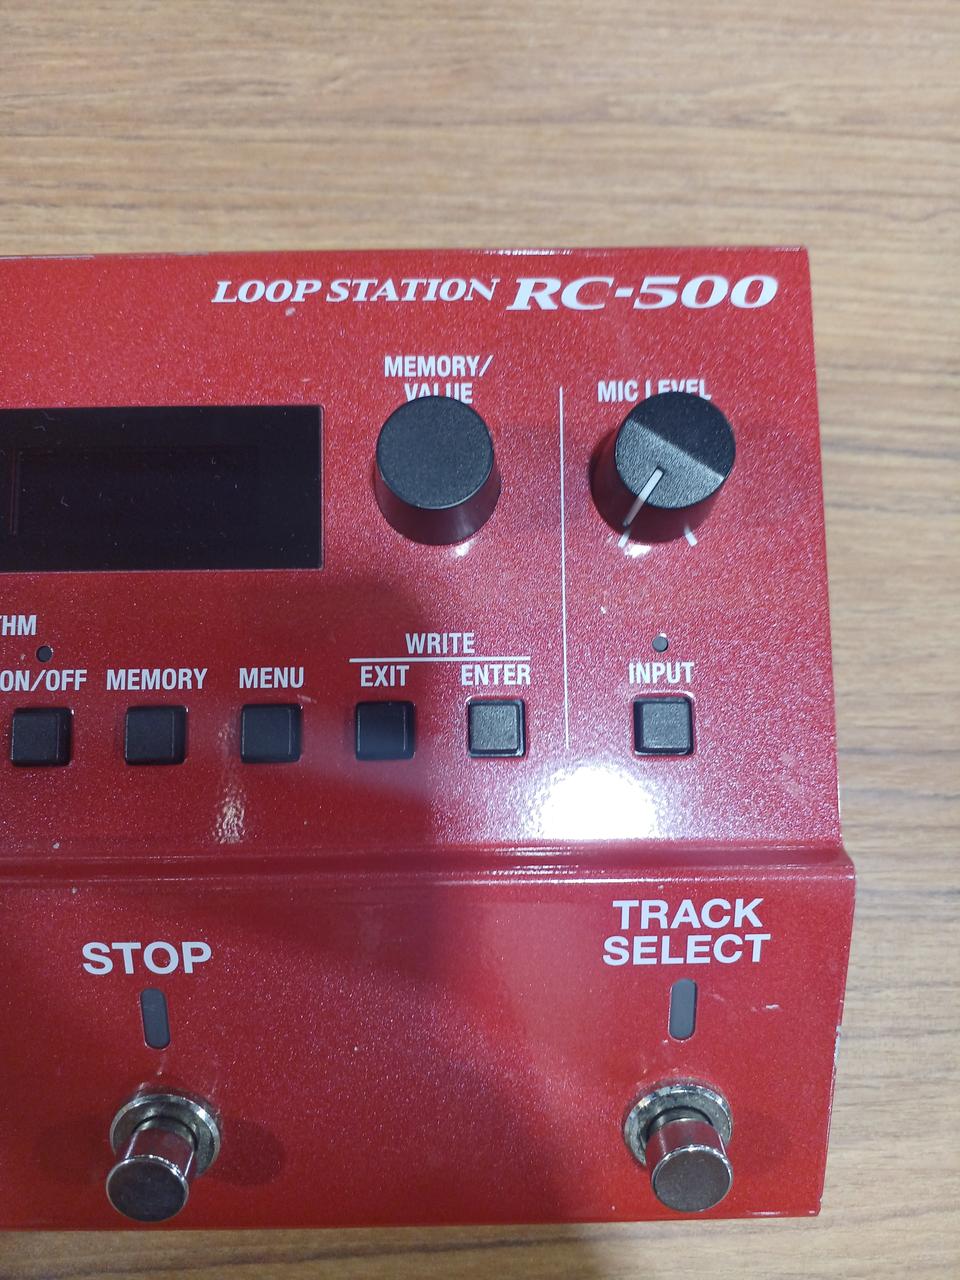 LOOP STATION RC-500
MEMORY/
VALUE
MIC LEVEL
WRITE
ON/OFF MEMORY MENU EXIT ENTER INPUT
TRACK
SELECT
STOP